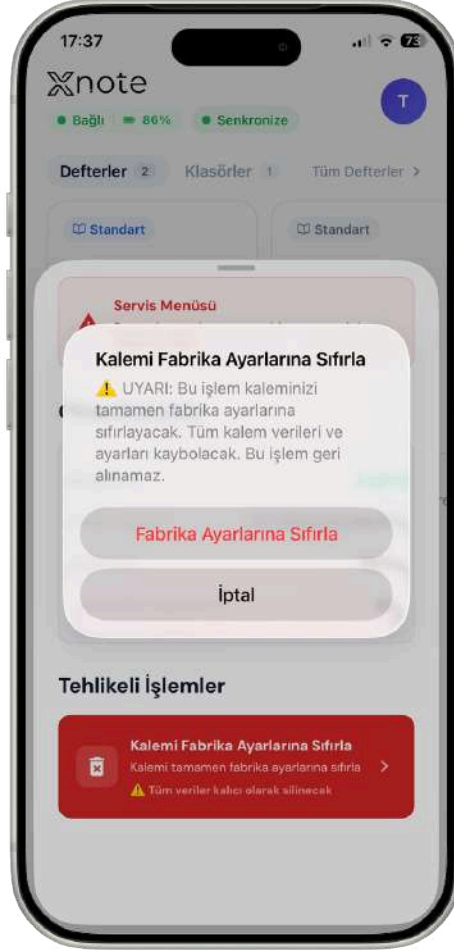 17:37
73
Xnote
T
Bağlı 86% Senkronize
Defterler 2 Klasörler 1 Tüm Defterler >
Standart Standart
Servis Menüsü
Kalemi Fabrika Ayarlarına Sıfırla
⚠️ UYARI: Bu işlem kaleminizi
tamamen fabrika ayarlarına
sıfırlayacak. Tüm kalem verileri ve
ayarları kaybolacak. Bu işlem geri
alınamaz.
Fabrika Ayarlarına Sıfırla
İptal
Tehlikeli İşlemler
Kalemi Fabrika Ayarlarına Sıfırla
Kalemi tamamen fabrika ayarlarına sıfırla
⚠️ Tüm veriler kalıcı olarak silinecek